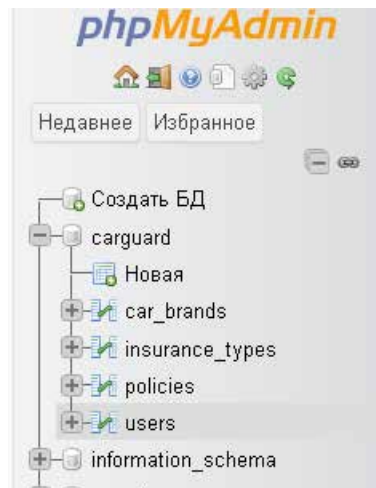 phpMyAdmin
Недавнее Избранное
Создать БД
carguard
Новая
car_brands
insurance_types
policies
users
information_schema